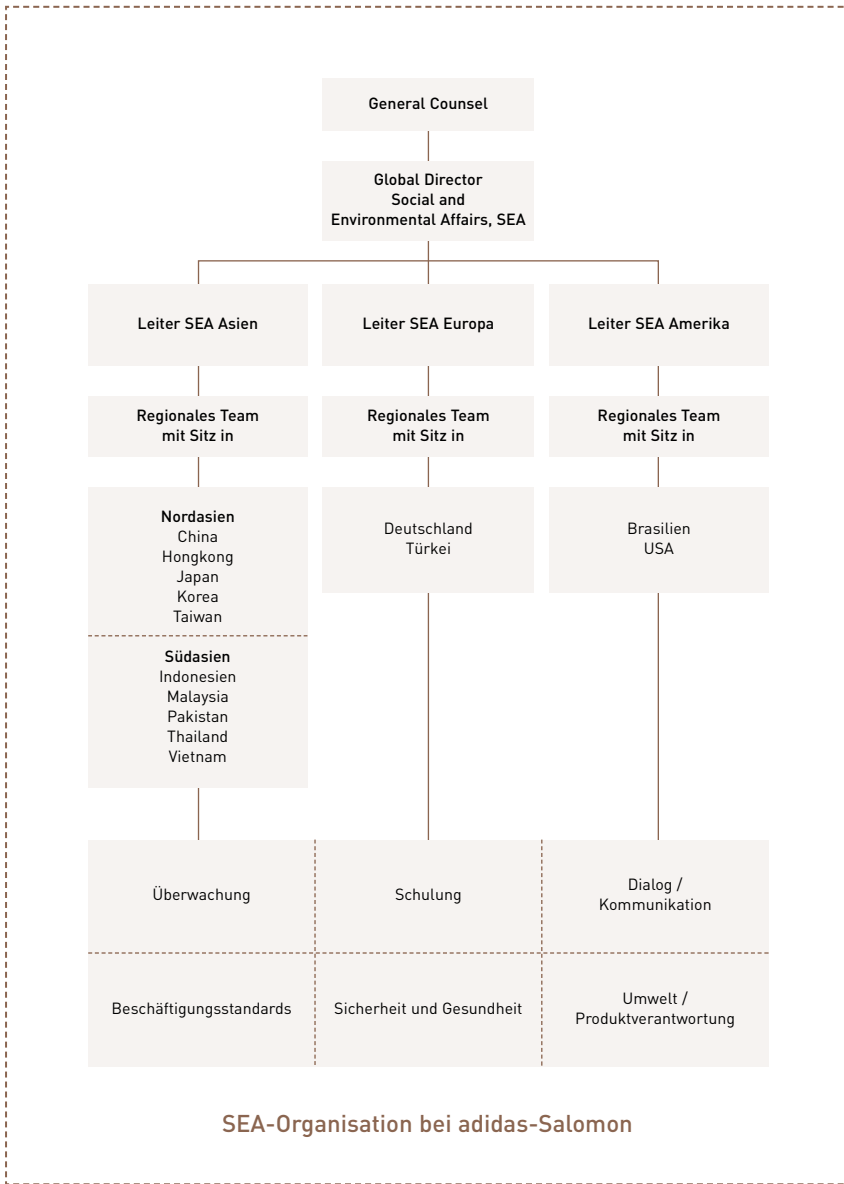 General Counsel
Global Director
Social and
Environmental Affairs, SEA
Leiter SEA Asien
Leiter SEA Europa
Leiter SEA Amerika
Regionales Team
mit Sitz in
Regionales Team
mit Sitz in
Regionales Team
mit Sitz in
Nordasien
China
Hongkong
Japan
Korea
Taiwan
Südasien
Indonesien
Malaysia
Pakistan
Thailand
Vietnam
Deutschland
Türkei
Brasilien
USA
Überwachung
Schulung
Dialog /
Kommunikation
Beschäftigungsstandards
Sicherheit und Gesundheit
Umwelt /
Produktverantwortung
SEA-Organisation bei adidas-Salomon